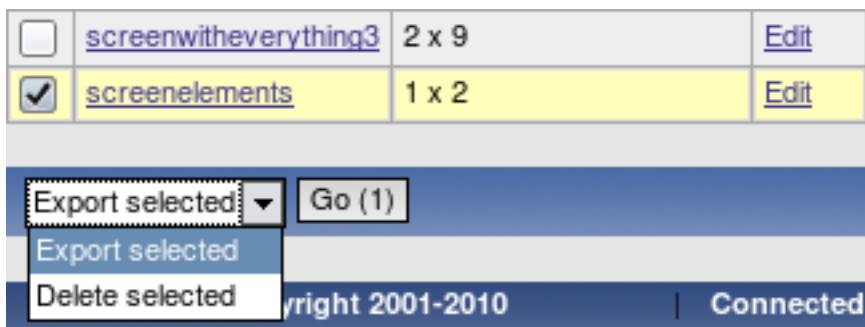 screenwitheverything3 2 x 9 Edit
screenelements 1 x 2 Edit
Export selected Go (1)
Export selected
Delete selected
2001-2010 Connected